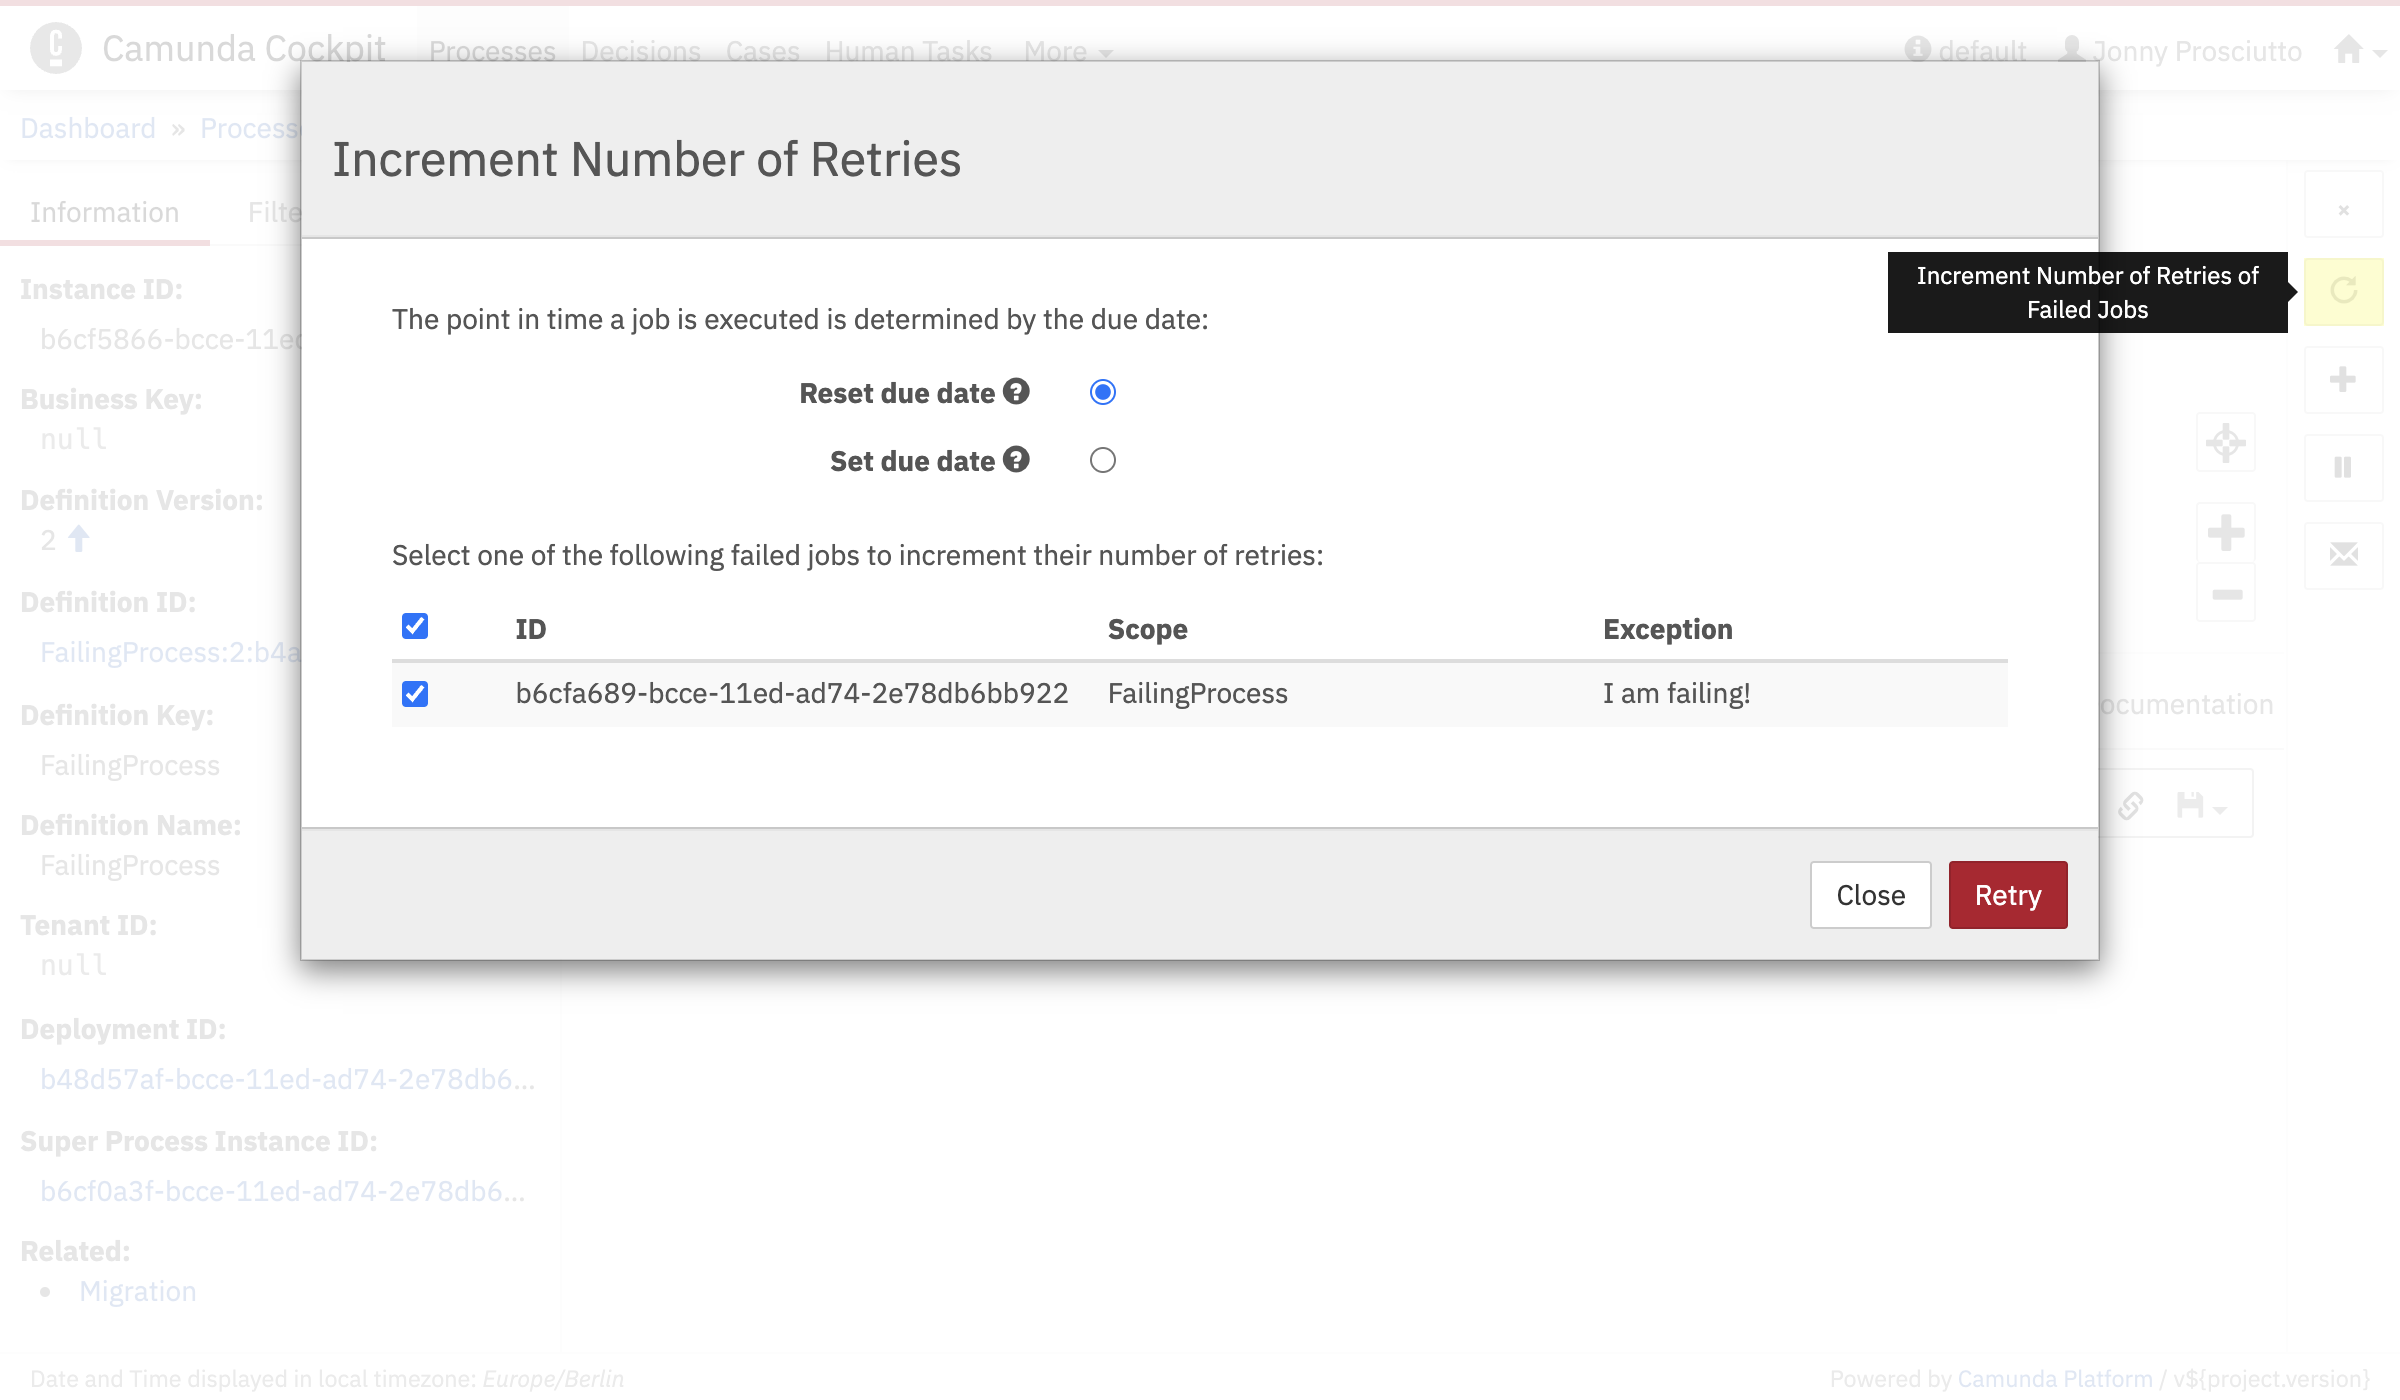 Camunda Cockpit Processes Decisions Cases Human Tasks More default Jonny Prosciutto
Dashboard » Process
Increment Number of Retries
Information
Increment Number of Retries of
Failed Jobs
Instance ID:
b6cf5866-bcce-11ed
Business Key:
null
Definition Version:
2
Definition ID:
FailingProcess:2:b4a
Definition Key:
FailingProcess
Definition Name:
FailingProcess
Tenant ID:
null
Deployment ID:
b48d57af-bcce-11ed-ad74-2e78db6...
Super Process Instance ID:
b6cf0a3f-bcce-11ed-ad74-2e78db6...
Related:
• Migration
The point in time a job is executed is determined by the due date:
Reset due date
Set due date
Select one of the following failed jobs to increment their number of retries:
ID Scope Exception
b6cfa689-bcce-11ed-ad74-2e78db6bb922 FailingProcess I am failing!
Close Retry
ocumentation
Date and Time displayed in local timezone: Europe/Berlin
Powered by Camunda Platform / v${project.version}